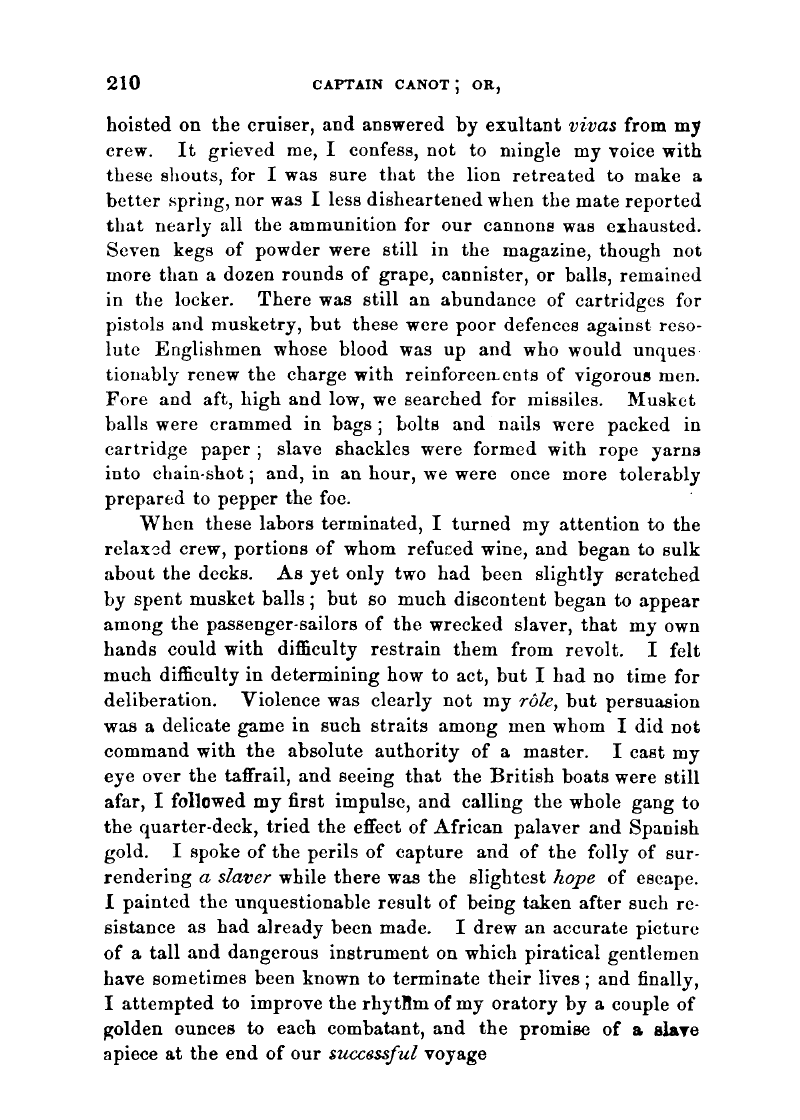 210 CAPTAIN CANOT; OR,
hoisted on the cruiser, and answered by exultant vivas from my
crew. It grieved me, I confess, not to mingle my voice with
these shouts, for I was sure that the lion retreated to make a
better spring, nor was I less disheartened when the mate reported
that nearly all the ammunition for our cannons was exhausted.
Seven kegs of powder were still in the magazine, though not
more than a dozen rounds of grape, cannister, or balls, remained
in the locker. There was still an abundance of cartridges for
pistols and musketry, but these were poor defences against reso-
lute Englishmen whose blood was up and who would unques-
tionably renew the charge with reinforcements of vigorous men.
Fore and aft, high and low, we searched for missiles. Musket
balls were crammed in bags; bolts and nails were packed in
cartridge paper; slave shackles were formed with rope yarns
into chain-shot; and, in an hour, we were once more tolerably
prepared to pepper the foe.
When these labors terminated, I turned my attention to the
relaxed crew, portions of whom refused wine, and began to sulk
about the decks. As yet only two had been slightly scratched
by spent musket balls; but so much discontent began to appear
among the passenger-sailors of the wrecked slaver, that my own
hands could with difficulty restrain them from revolt. I felt
much difficulty in determining how to act, but I had no time for
deliberation. Violence was clearly not my rôle, but persuasion
was a delicate game in such straits among men whom I did not
command with the absolute authority of a master. I cast my
eye over the taffrail, and seeing that the British boats were still
afar, I followed my first impulse, and calling the whole gang to
the quarter-deck, tried the effect of African palaver and Spanish
gold. I spoke of the perils of capture and of the folly of sur-
rendering a slaver while there was the slightest hope of escape.
I painted the unquestionable result of being taken after such re-
sistance as had already been made. I drew an accurate picture
of a tall and dangerous instrument on which piratical gentlemen
have sometimes been known to terminate their lives; and finally,
I attempted to improve the rhythm of my oratory by a couple of
golden ounces to each combatant, and the promise of a slave
apiece at the end of our successful voyage